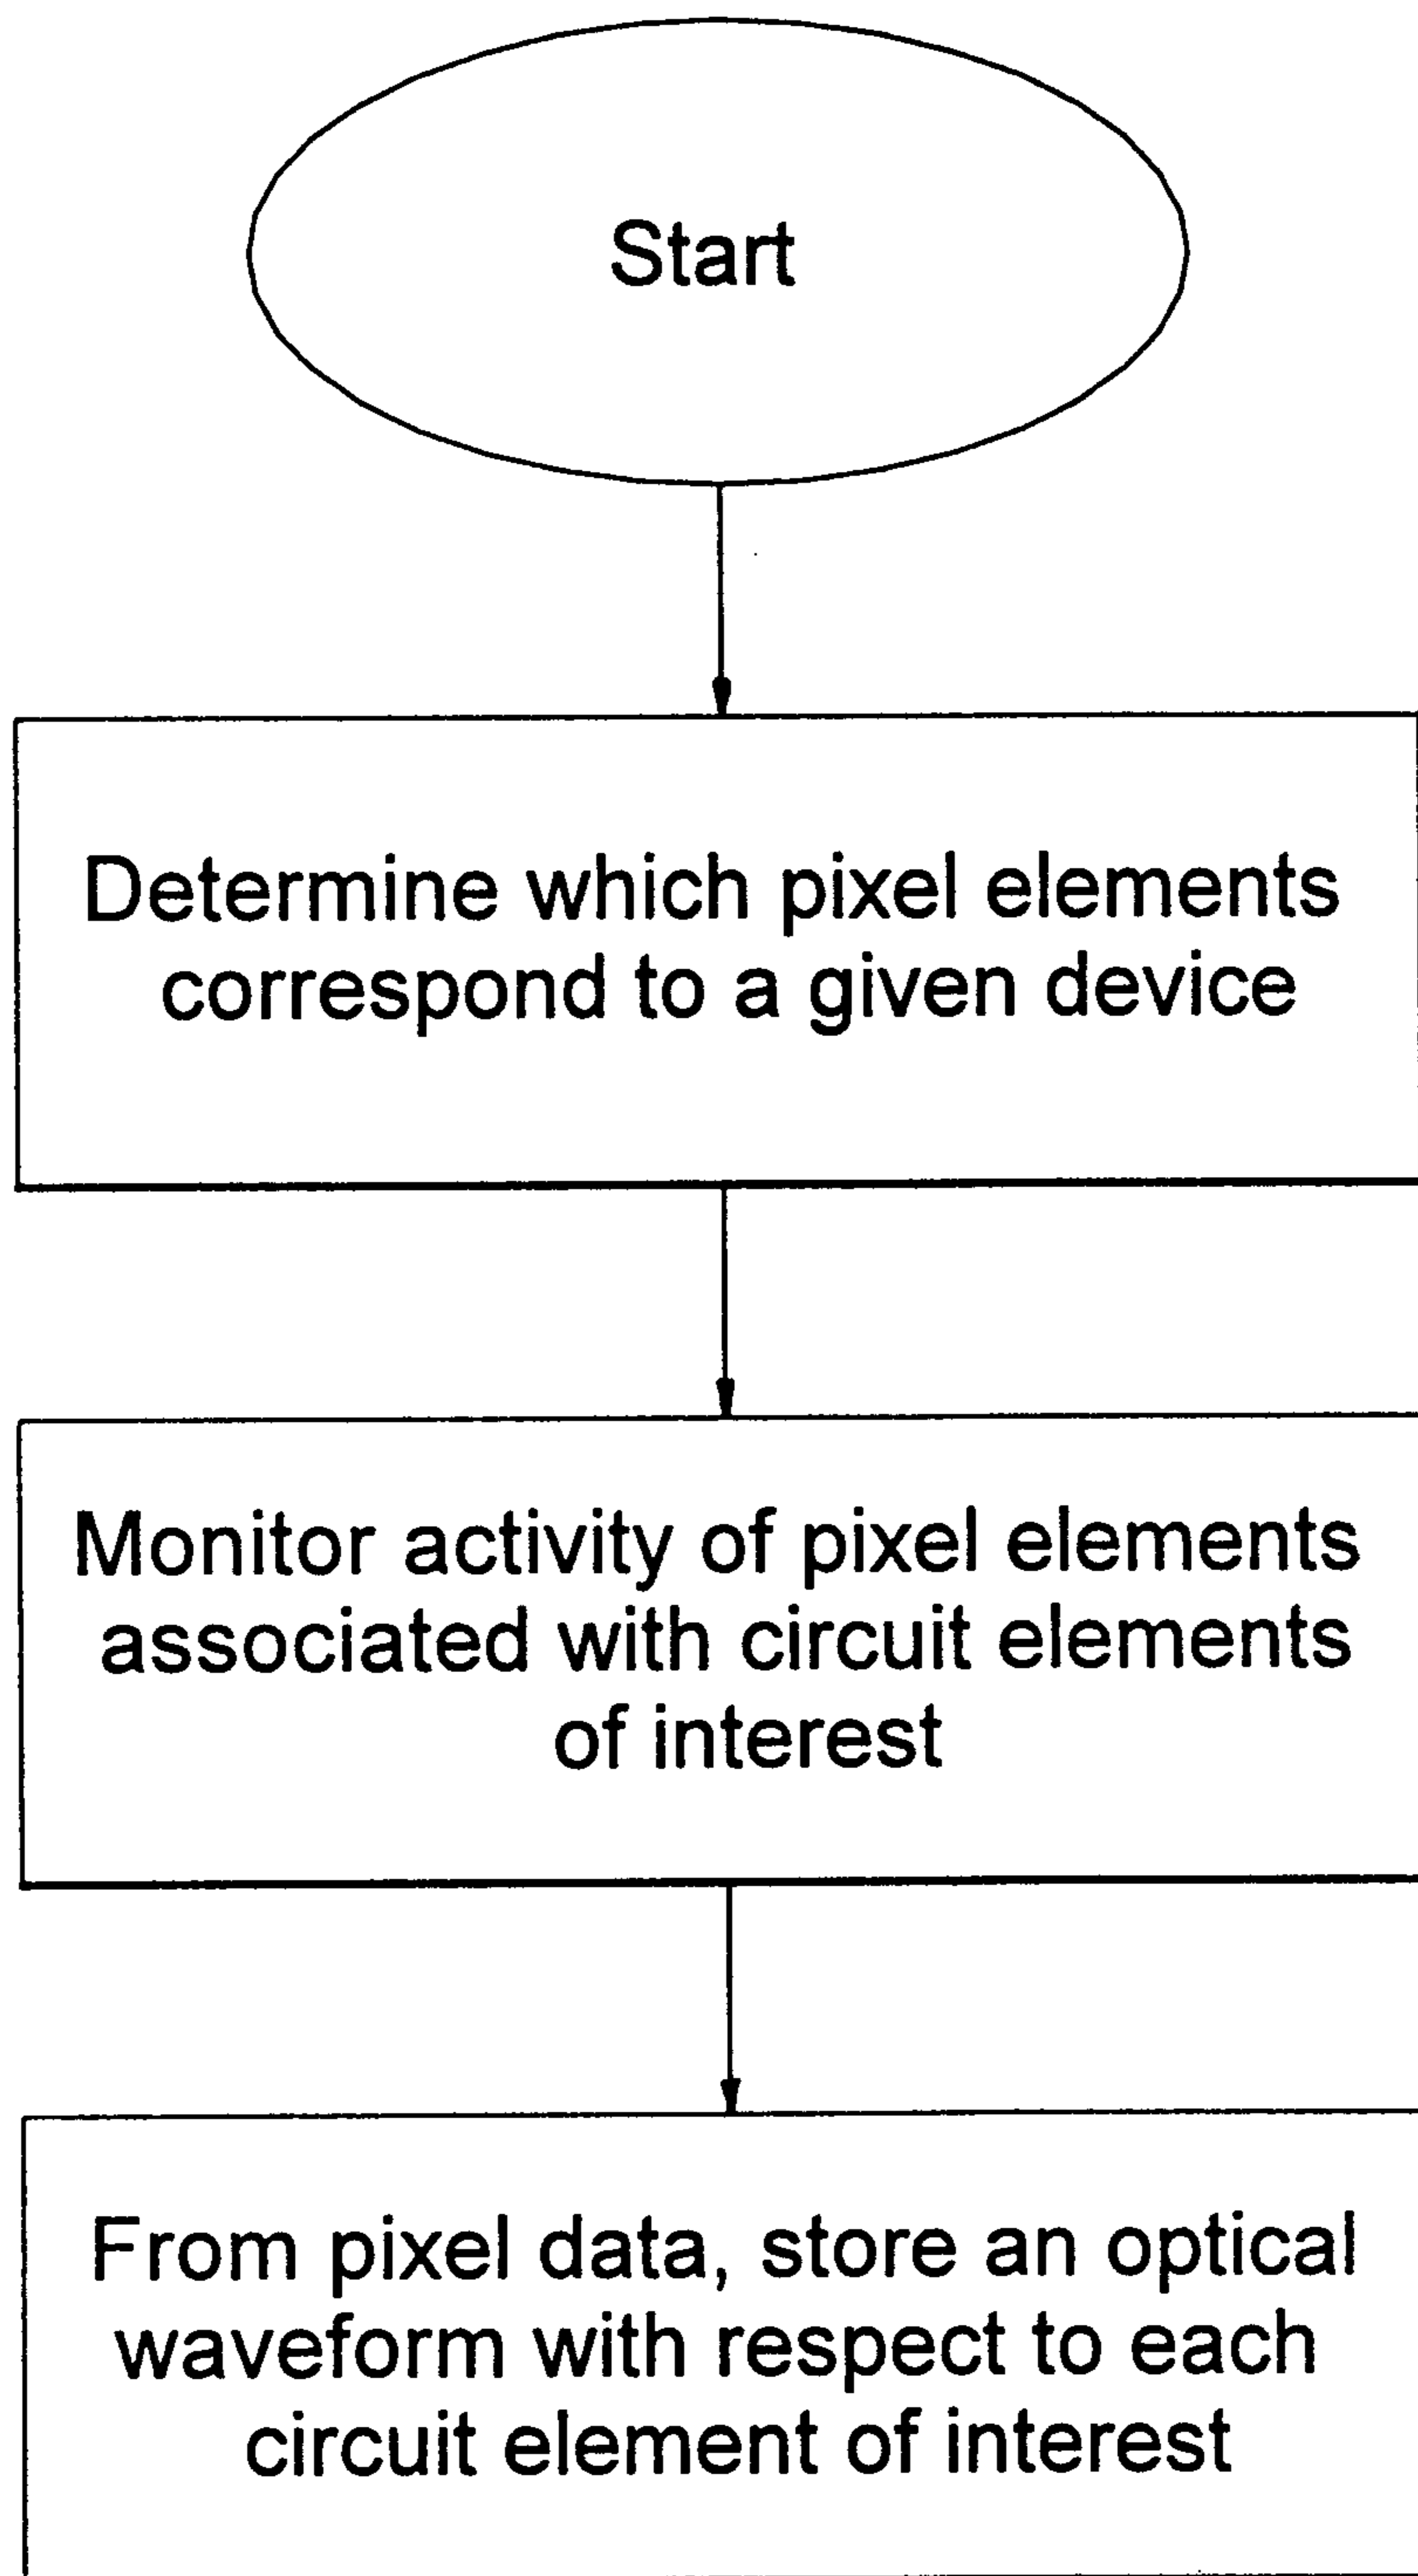 Start
Determine which pixel elements
correspond to a given device
Monitor activity of pixel elements
associated with circuit elements
of interest
From pixel data, store an optical
waveform with respect to each
circuit element of interest